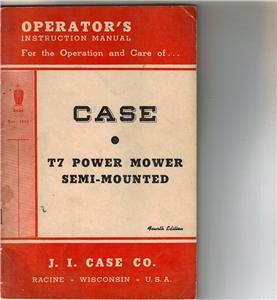 OPERATOR'S
INSTRUCTION MANUAL
For the Operation and Care of...
CASE
T7 POWER MOWER
SEMI-MOUNTED
Fourth Edition
J. I. CASE CO.
RACINE - WISCONSIN - U. S. A.